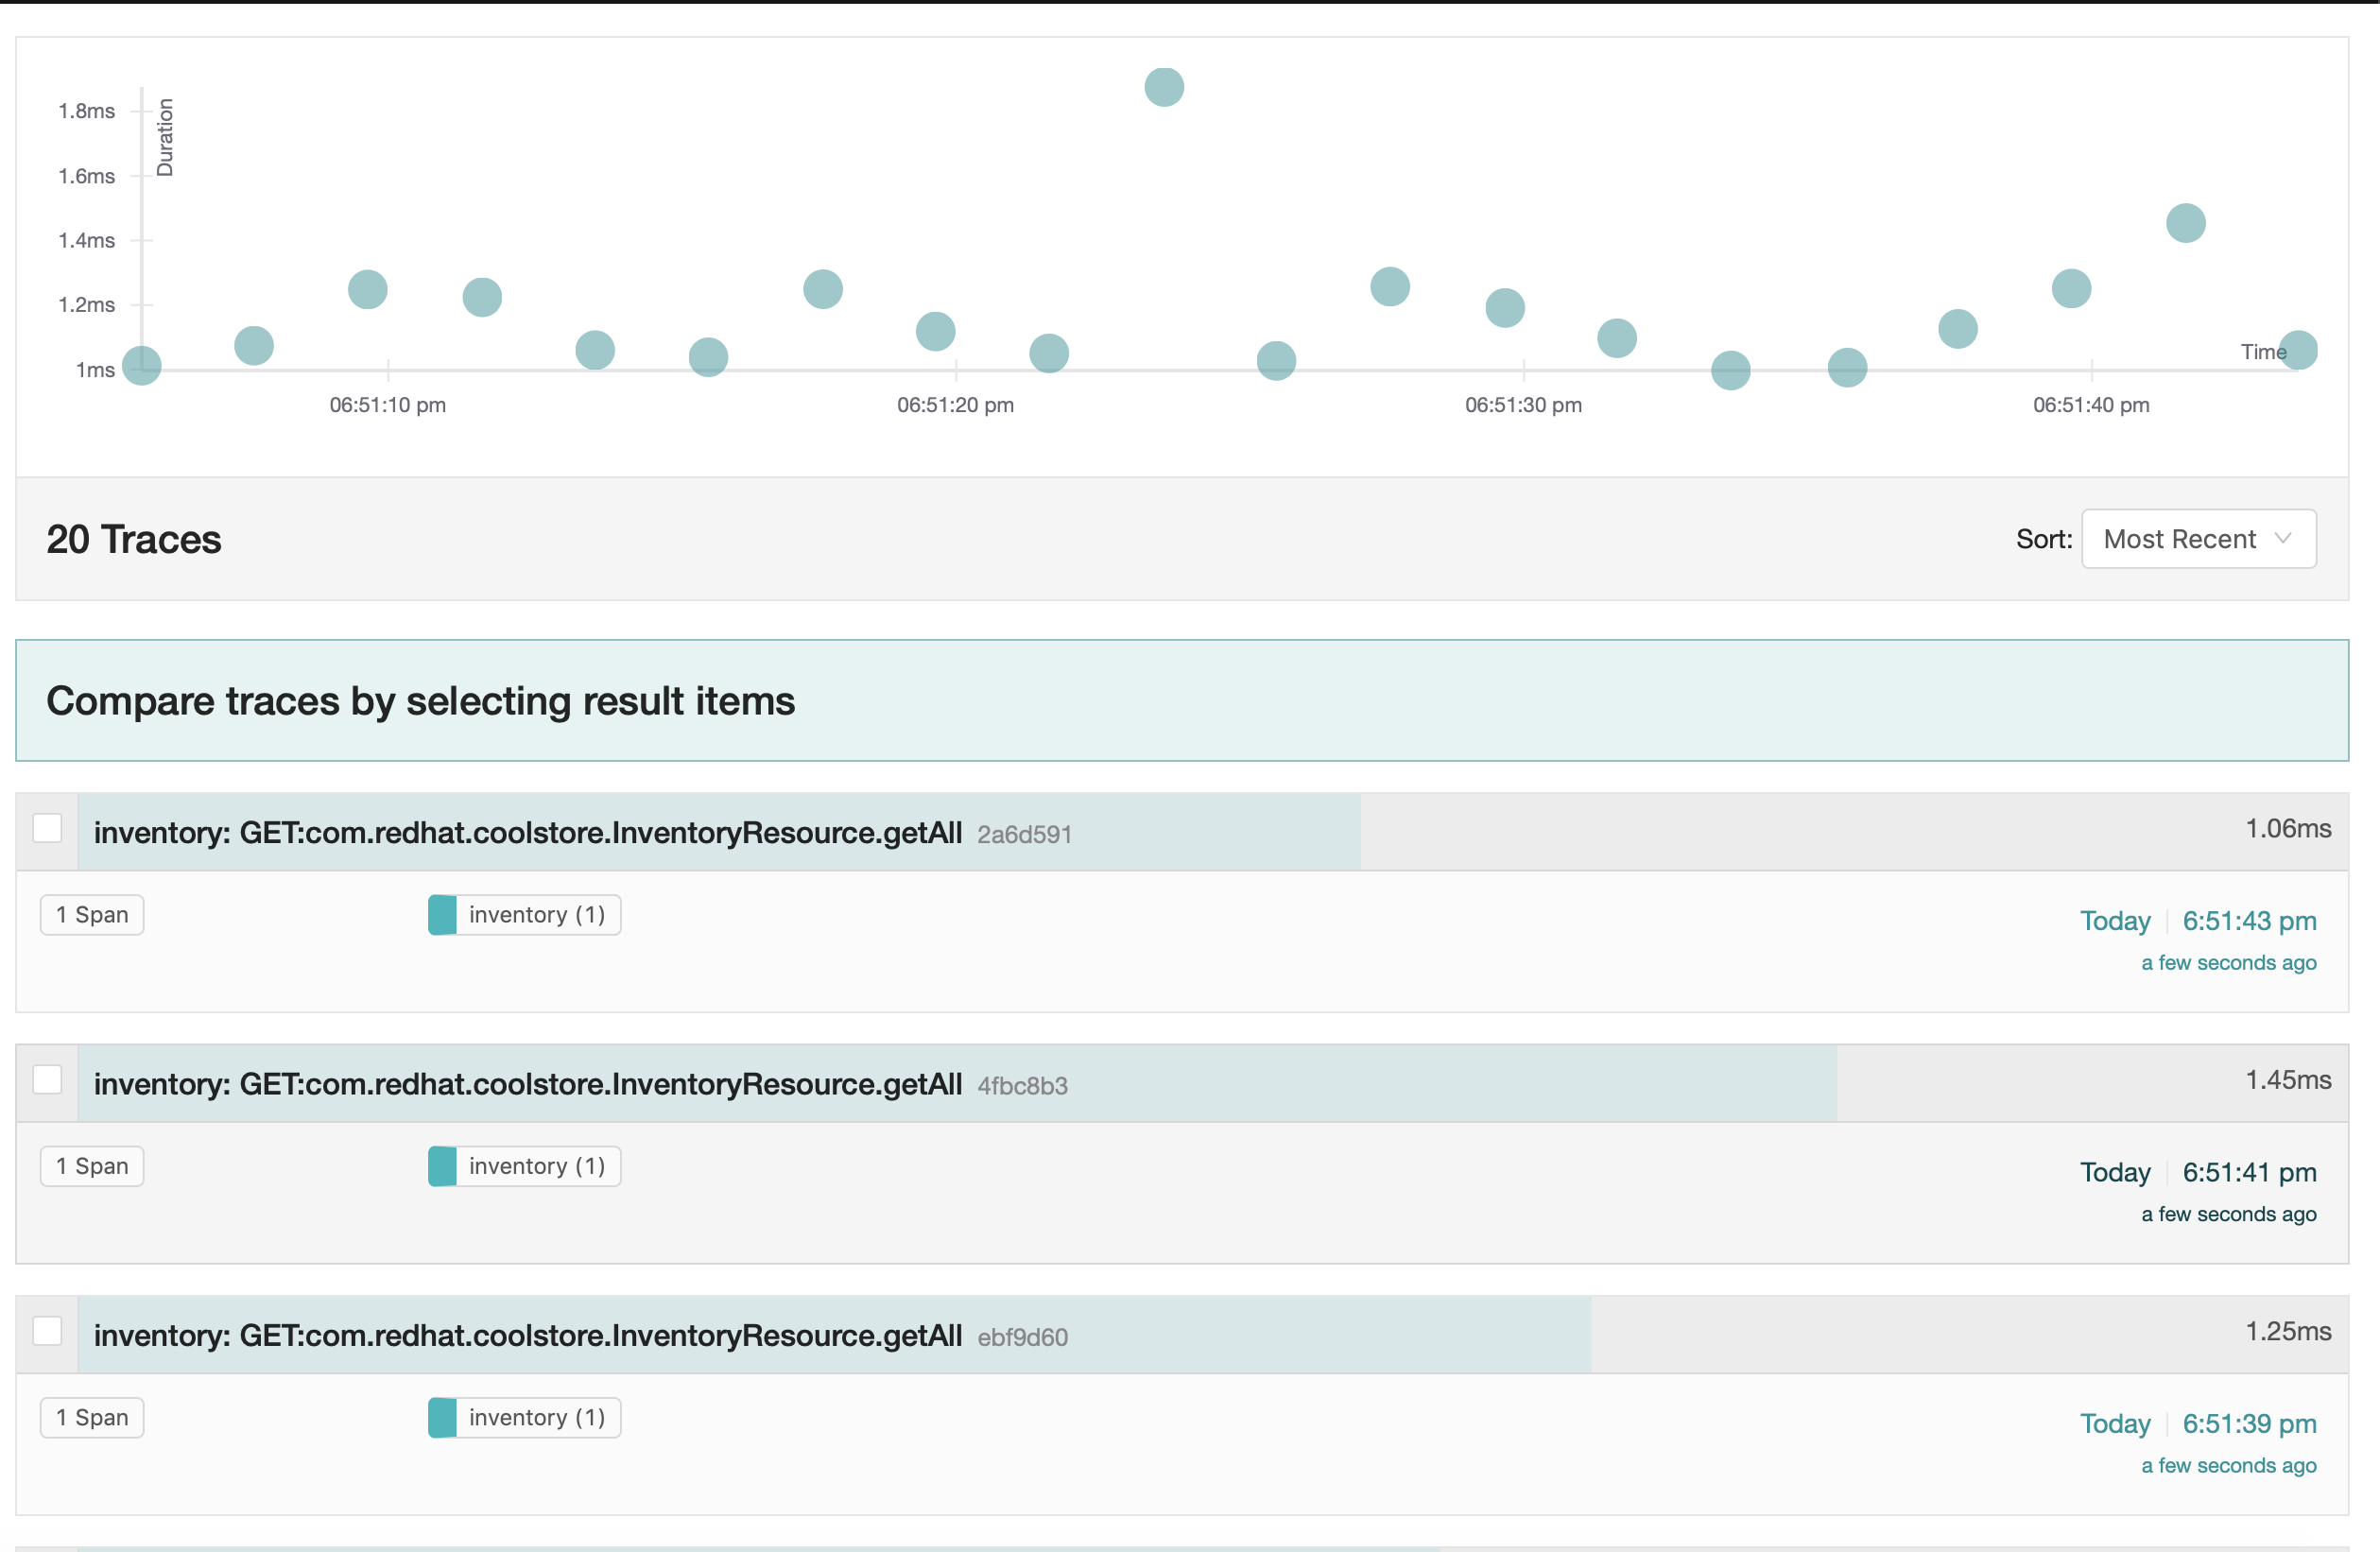 1.8ms
Duration
1.6ms
1.4ms
1.2ms
1ms
Time
06:51:10 pm 06:51:20 pm 06:51:30 pm 06:51:40 pm
20 Traces Sort: Most Recent
Compare traces by selecting result items
inventory: GET:com.redhat.coolstore.InventoryResource.getAll 2a6d591 1.06ms
1 Span inventory (1) Today 6:51:43 pm
a few seconds ago
inventory: GET:com.redhat.coolstore.InventoryResource.getAll 4fbc8b3 1.45ms
1 Span inventory (1) Today 6:51:41 pm
a few seconds ago
inventory: GET:com.redhat.coolstore.InventoryResource.getAll ebf9d60 1.25ms
1 Span inventory (1) Today 6:51:39 pm
a few seconds ago